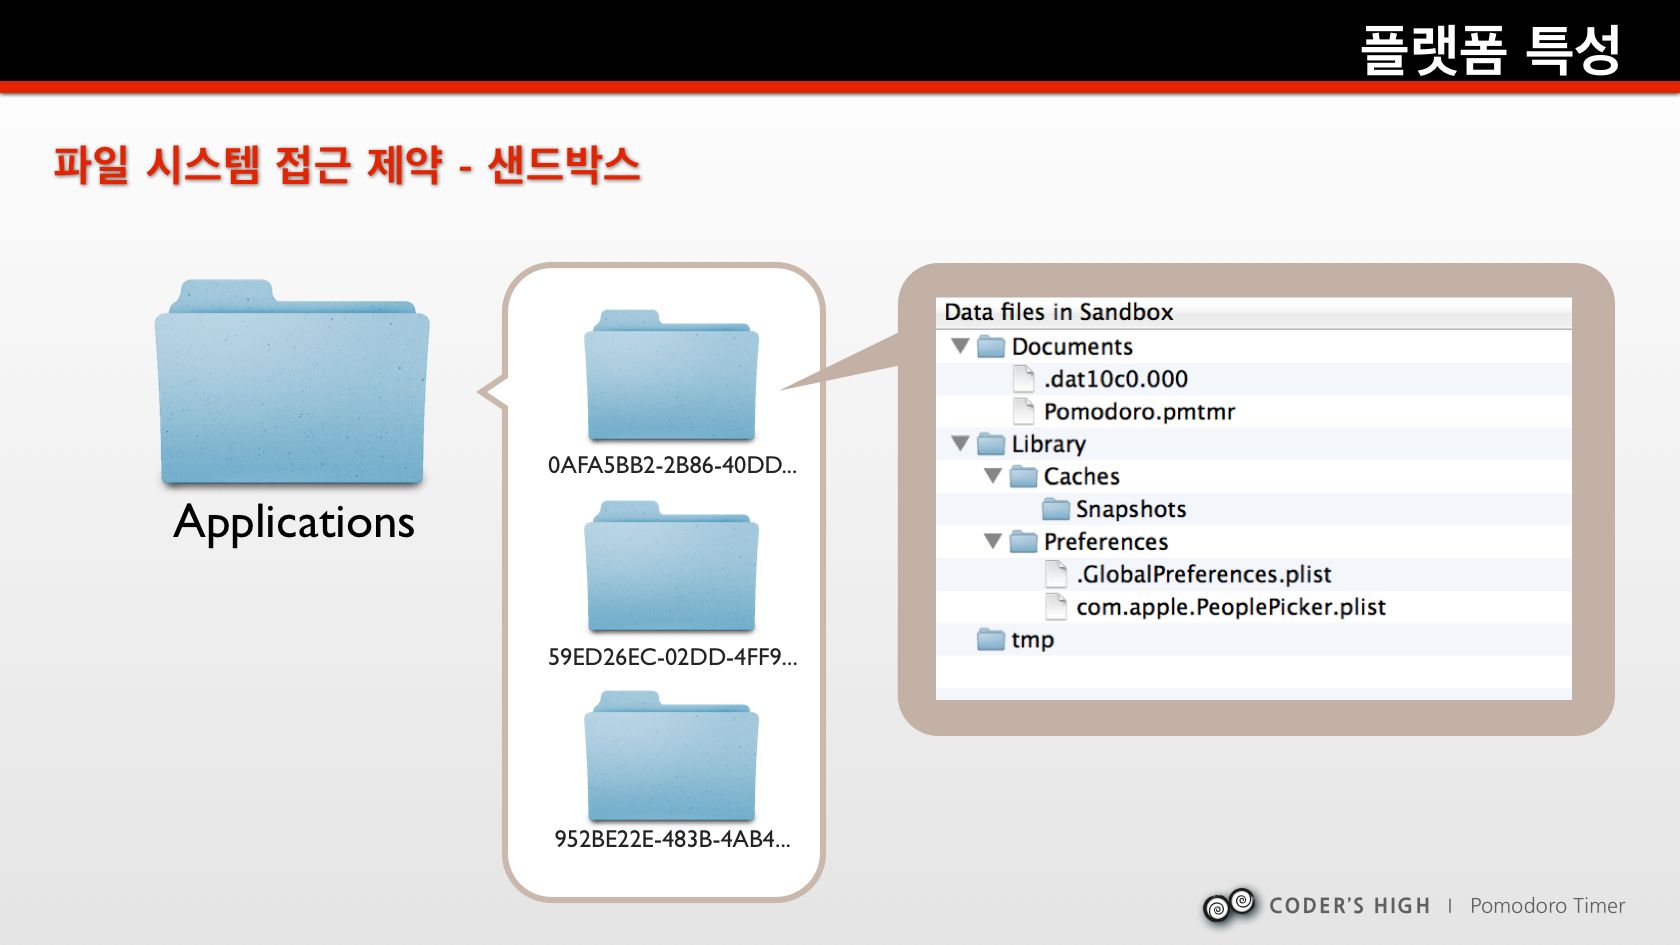 플랫폼 특성
파일 시스템 접근 제약 - 샌드박스
Applications
0AFA5BB2-2B86-40DD...
59ED26EC-02DD-4FF9...
952BE22E-483B-4AB4...
Data files in Sandbox
Documents
.dat10c0.000
Pomodoro.pmtmr
Library
Caches
Snapshots
Preferences
.GlobalPreferences.plist
com.apple.PeoplePicker.plist
tmp
CODER'S HIGH | Pomodoro Timer